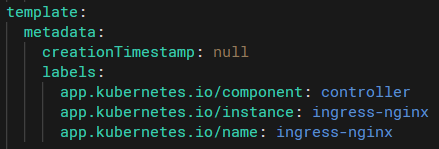 template:
  metadata:
    creationTimestamp: null
    labels:
      app.kubernetes.io/component: controller
      app.kubernetes.io/instance: ingress-nginx
      app.kubernetes.io/name: ingress-nginx